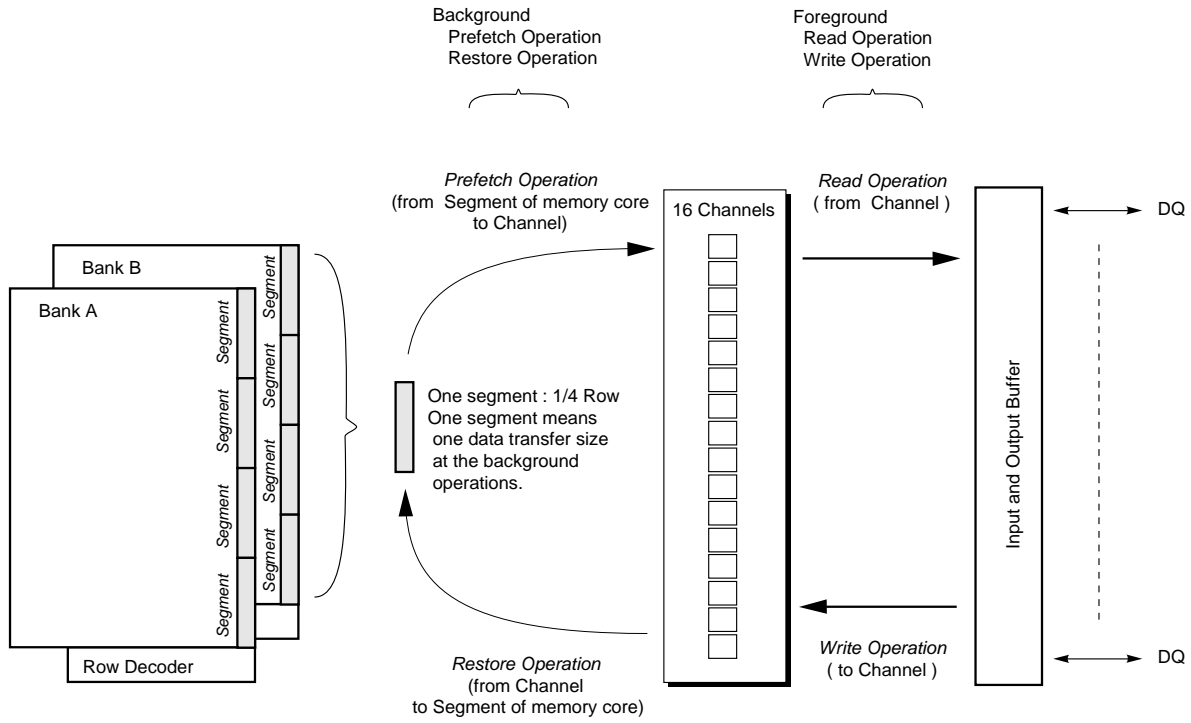 Background
Prefetch Operation
Restore Operation
Foreground
Read Operation
Write Operation
Prefetch Operation
(from Segment of memory core
to Channel)
16 Channels
Read Operation
( from Channel )
DQ
Bank B
Bank A
Segment
Segment
Segment
Segment
Segment
Segment
Segment
Segment
One segment : 1/4 Row
One segment means
one data transfer size
at the background
operations.
Input and Output Buffer
Row Decoder
Restore Operation
(from Channel
to Segment of memory core)
Write Operation
( to Channel )
DQ